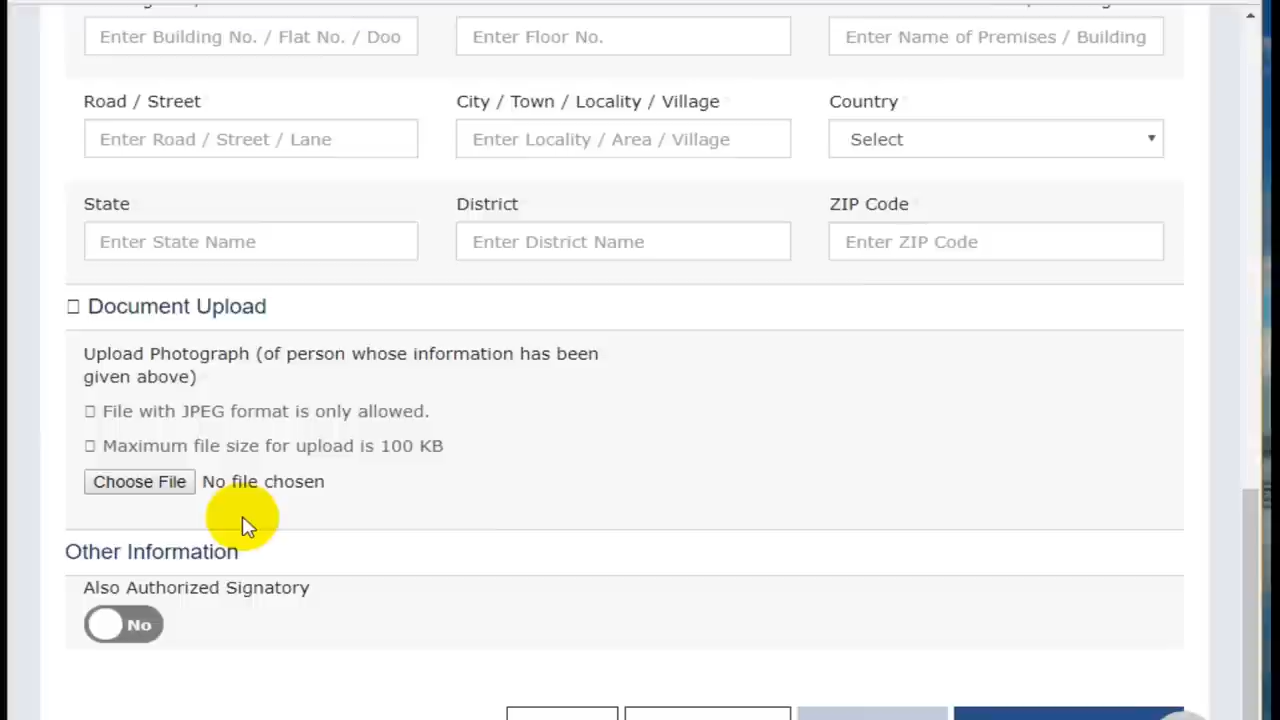 Enter Building No. / Flat No. / Doo
Enter Floor No.
Enter Name of Premises / Building
Road / Street
City / Town / Locality / Village
Country
Enter Road / Street / Lane
Enter Locality / Area / Village
Select
State
District
ZIP Code
Enter State Name
Enter District Name
Enter ZIP Code
Document Upload
Upload Photograph (of person whose information has been
given above)
File with JPEG format is only allowed.
Maximum file size for upload is 100 KB
Choose File No file chosen
Other Information
Also Authorized Signatory
No